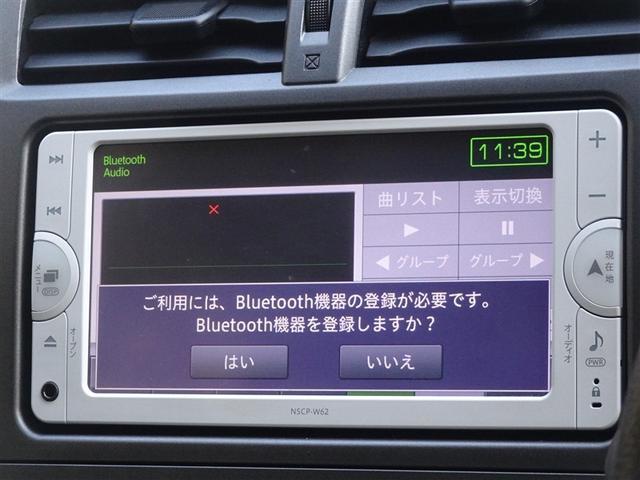 Bluetooth
Audio
11:39
曲リスト
表示切換
◀ グループ
グループ ▶
ご利用には、Bluetooth機器の登録が必要です。
Bluetooth機器を登録しますか？
はい
いいえ
メニュー
DISP
オープン
現在地
オーディオ
PWR
NSCP-W62